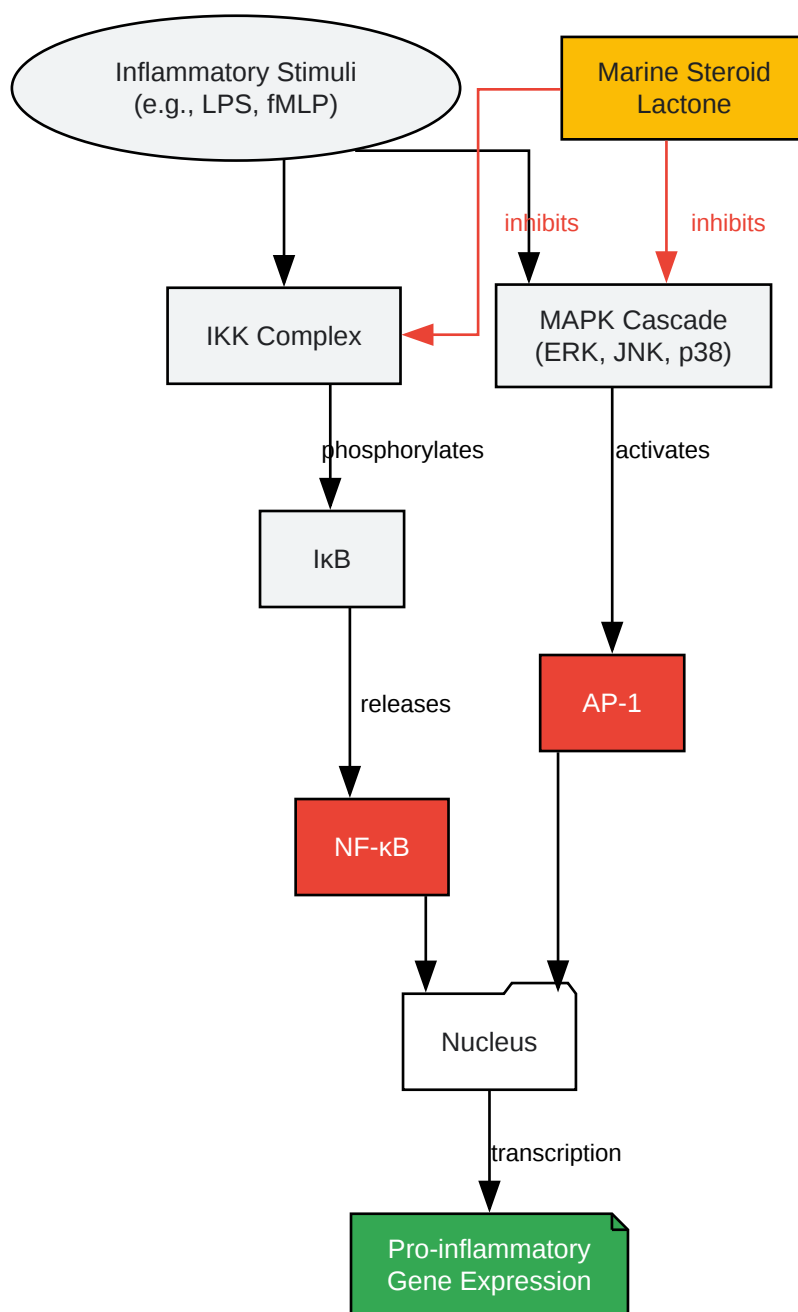 Inflammatory Stimuli
(e.g., LPS, fMLP)
Marine Steroid
Lactone
inhibits
inhibits
IKK Complex
MAPK Cascade
(ERK, JNK, p38)
phosphorylates
activates
IκB
releases
AP-1
NF-κB
Nucleus
transcription
Pro-inflammatory
Gene Expression